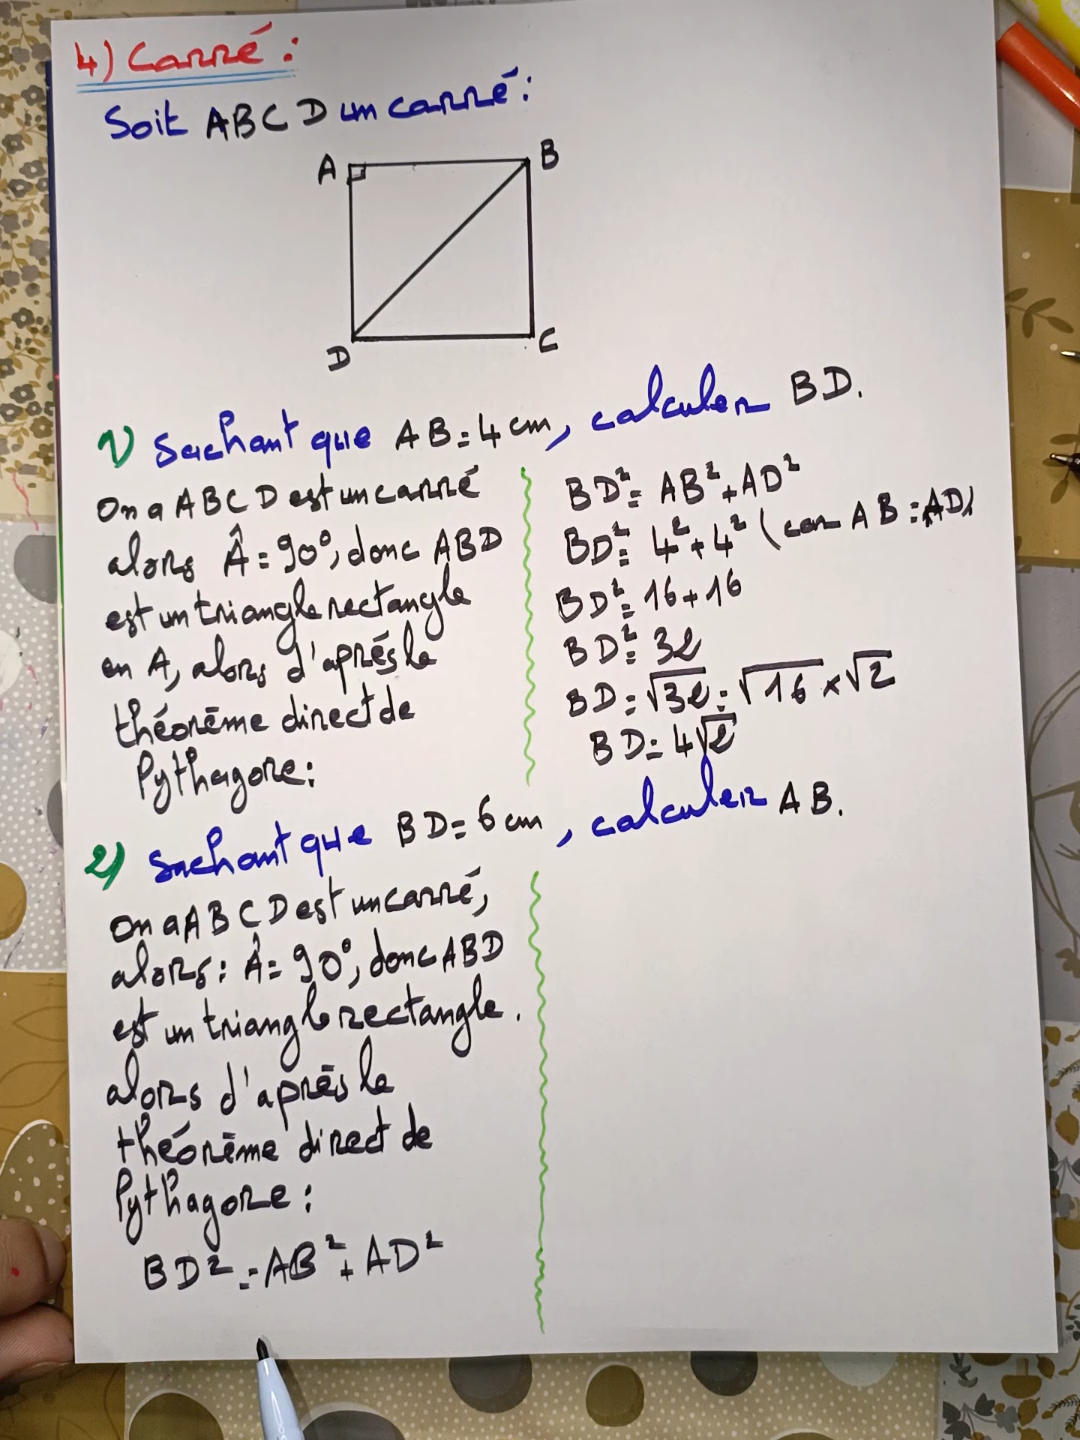 4) Carré :
Soit ABCD un carré :
A
B
D
C
1) Sachant que AB = 4 cm, calculer BD.
On a ABCD est un carré
alors Â = 90°, donc ABD
est un triangle rectangle
en A, alors d'aprés le
théorème direct de
Pythagore :
BD² = AB² + AD²
BD² = 4² + 4² (car AB = AD)
BD² = 16 + 16
BD² = 32
BD = √32 = √16 × √2
BD = 4√2
2) Sachant que BD = 6 cm, calculer AB.
On a ABCD est un carré,
alors : Â = 90°, donc ABD
est un triangle rectangle.
alors d'après le
théorème direct de
Pythagore :
BD² = AB² + AD²